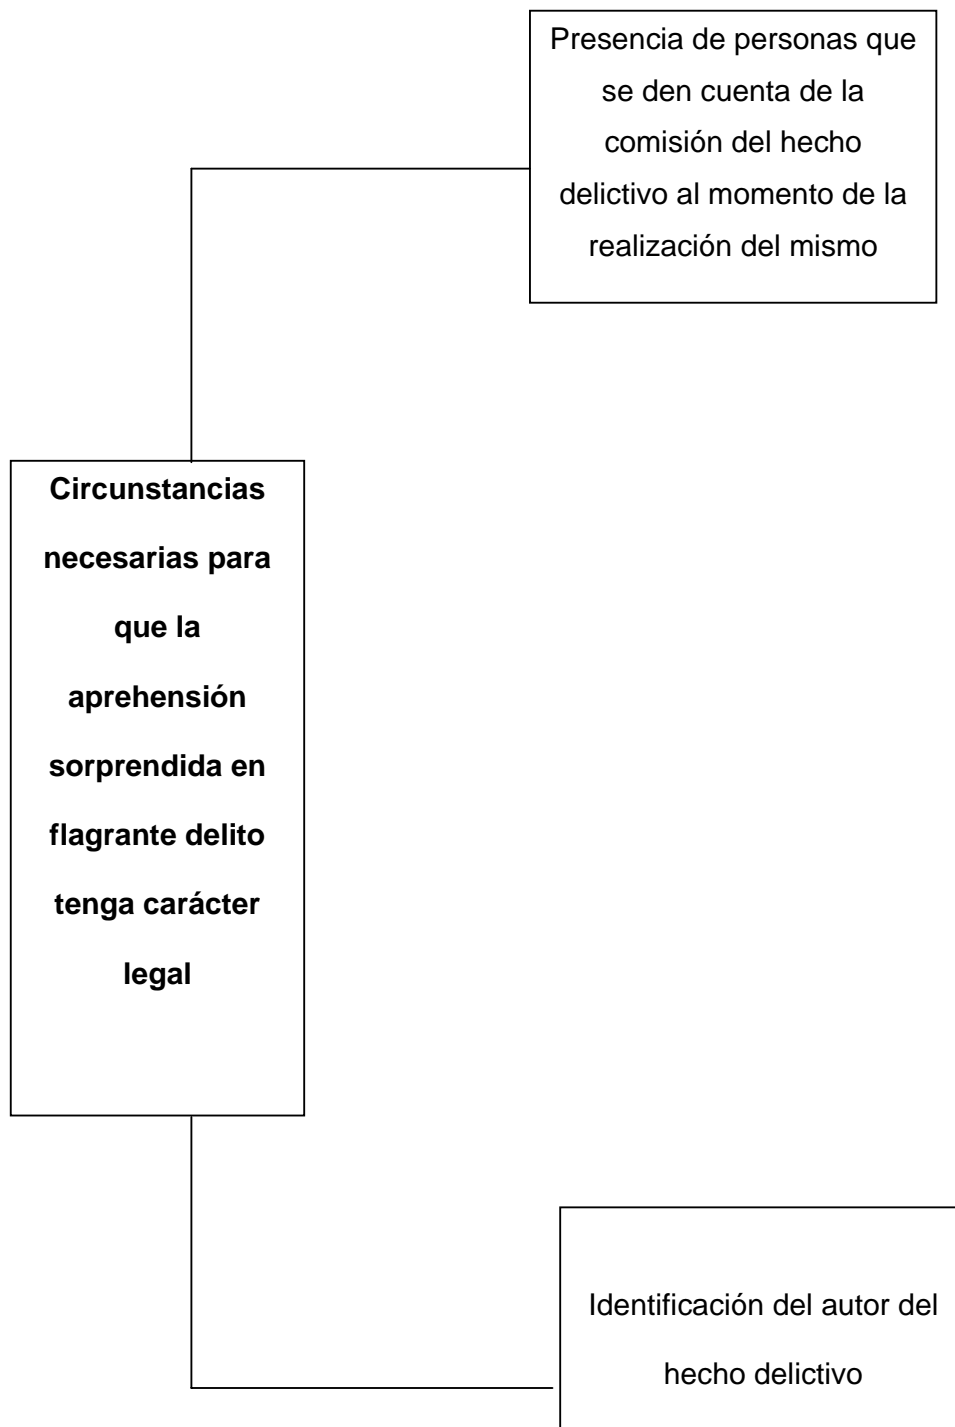 Presencia de personas que
se den cuenta de la
comisión del hecho
delictivo al momento de la
realización del mismo
Circunstancias
necesarias para
que la
aprehensión
sorprendida en
flagrante delito
tenga carácter
legal
Identificación del autor del
hecho delictivo